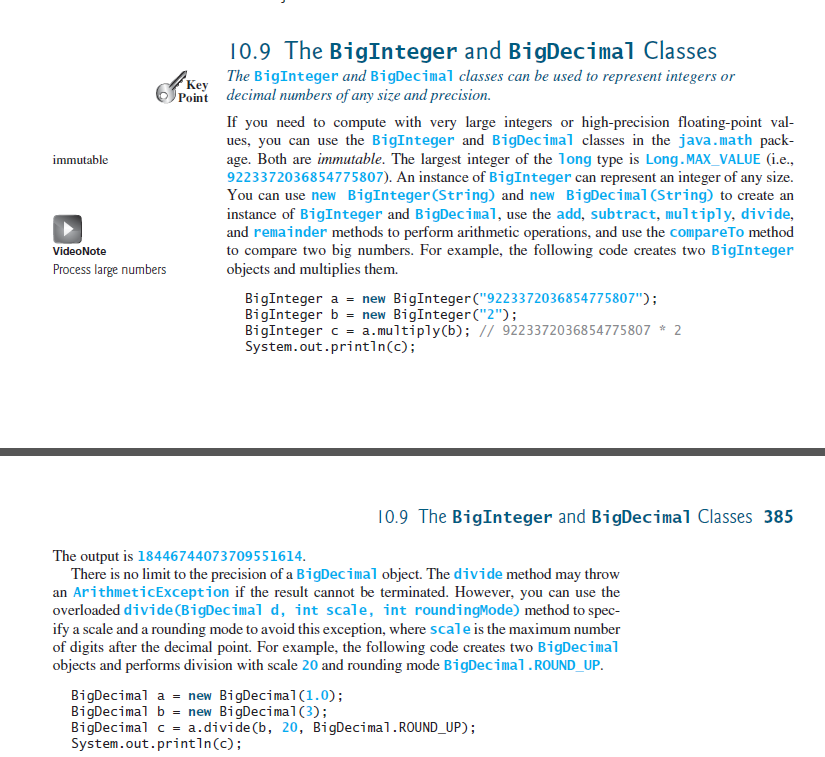 10.9 The BigInteger and BigDecimal Classes
Key
Point
The BigInteger and BigDecimal classes can be used to represent integers or
decimal numbers of any size and precision.
If you need to compute with very large integers or high-precision floating-point val-
ues, you can use the BigInteger and BigDecimal classes in the java.math pack-
immutable
age. Both are immutable. The largest integer of the long type is Long.MAX_VALUE (i.e.,
9223372036854775807). An instance of BigInteger can represent an integer of any size.
You can use new BigInteger(String) and new BigDecimal(String) to create an
instance of BigInteger and BigDecimal, use the add, subtract, multiply, divide,
and remainder methods to perform arithmetic operations, and use the compareTo method
VideoNote
to compare two big numbers. For example, the following code creates two BigInteger
Process large numbers
objects and multiplies them.
BigInteger a = new BigInteger("9223372036854775807");
BigInteger b = new BigInteger("2");
BigInteger c = a.multiply(b); // 9223372036854775807 * 2
System.out.println(c);
10.9 The BigInteger and BigDecimal Classes 385
The output is 18446744073709551614.
There is no limit to the precision of a BigDecimal object. The divide method may throw
an ArithmeticException if the result cannot be terminated. However, you can use the
overloaded divide(BigDecimal d, int scale, int roundingMode) method to spec-
ify a scale and a rounding mode to avoid this exception, where scale is the maximum number
of digits after the decimal point. For example, the following code creates two BigDecimal
objects and performs division with scale 20 and rounding mode BigDecimal.ROUND_UP.
BigDecimal a = new BigDecimal(1.0);
BigDecimal b = new BigDecimal(3);
BigDecimal c = a.divide(b, 20, BigDecimal.ROUND_UP);
System.out.println(c);